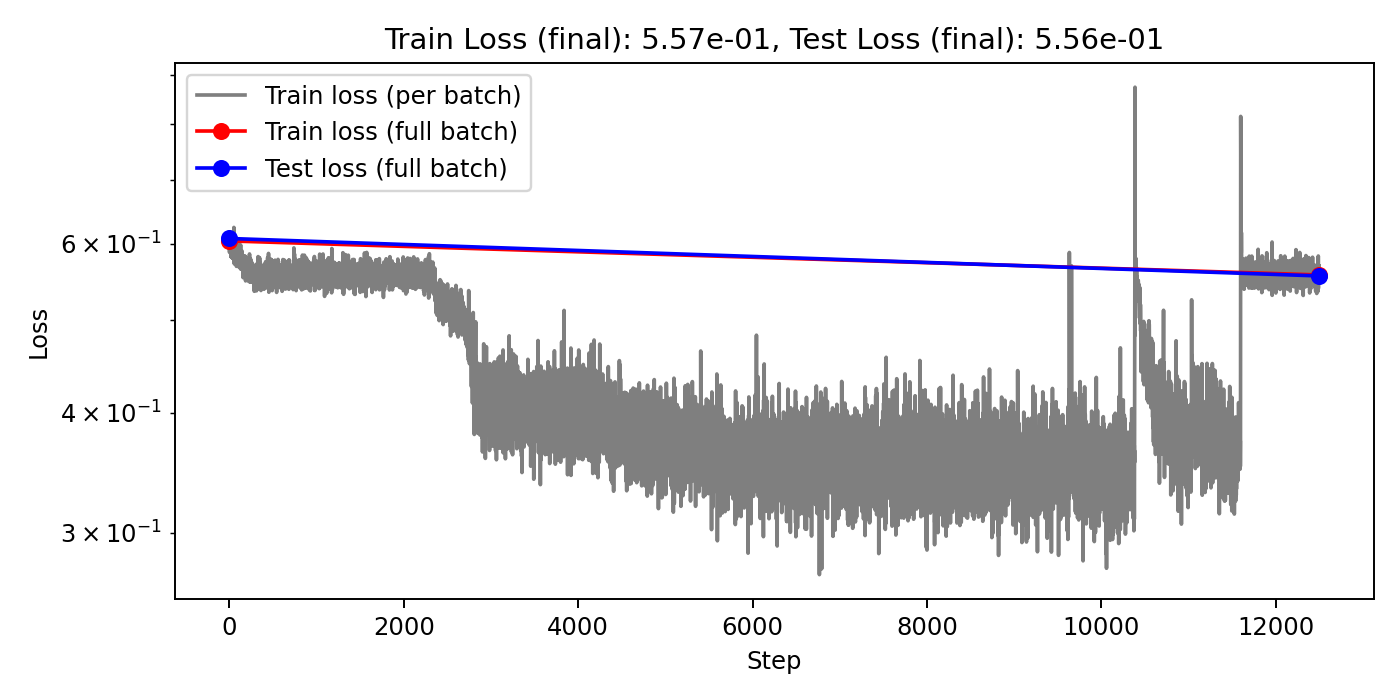 Train Loss (final): 5.57e-01, Test Loss (final): 5.56e-01
Train loss (per batch)
Train loss (full batch)
Test loss (full batch)
Loss
6 × 10⁻¹
4 × 10⁻¹
3 × 10⁻¹
0 2000 4000 6000 8000 10000 12000
Step